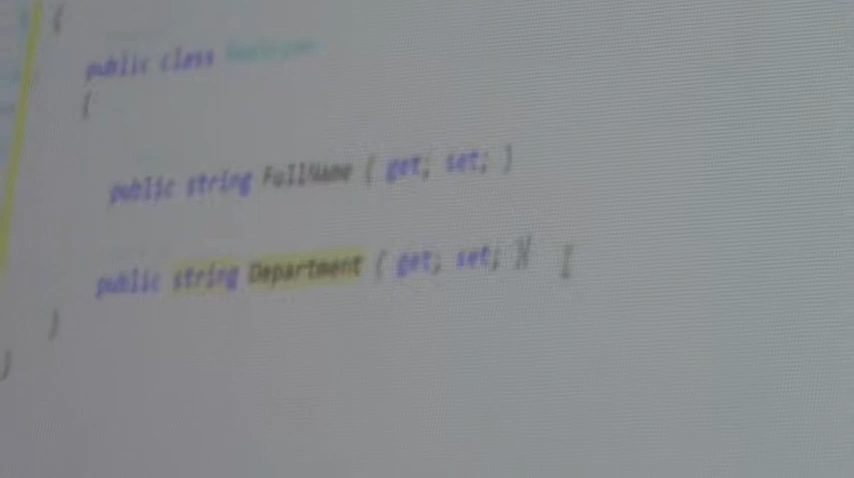 {
public class
{
public string FullName { get; set; }
public string Department { get; set; }
}
}